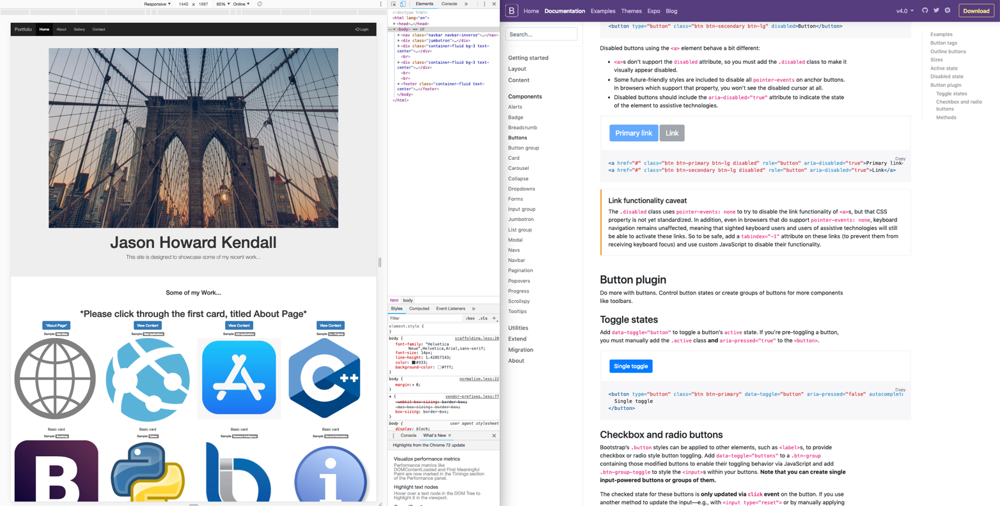 Responsive ▼ 1440 × 1887 65% ▼ Online ▼
Portfolio Home About Gallery Contact Login
Jason Howard Kendall
This site is designed to showcase some of my recent work...
Some of my Work...
*Please click through the first card, titled About Page*
*About Page* View Content View Content View Content
Sample Web Sites Sample Web Applications Sample iOS Applications Sample C++ Projects
++
Basic card Basic card Basic card Basic card
Sample Bootstrap Sample Python Sample Business Intelligence Sample General Information
B
Elements Console »
<!doctype html>
<html lang="en">
▶<head>…</head>
⋯▼<body> == $0
▶<nav class="navbar navbar-inverse">…</nav>
▶<div class="jumbotron">…</div>
▶<div class="container-fluid bg-3 text-
center">…</div>
<br>
▶<div class="container-fluid bg-3 text-
center">…</div>
<br>
<br>
▶<footer class="container-fluid text-
center">…</footer>
</body>
</html>
html body
Styles Computed Event Listeners »
Filter :hov .cls +
element.style {
}
body { scaffolding.less:28
font-family: "Helvetica
Neue",Helvetica,Arial,sans-serif;
font-size: 14px;
line-height: 1.42857143;
color: #333;
background-color: #fff;
}
body { normalize.less:22
margin:▶ 0;
}
* { vendor-prefixes.less:77
-webkit-box-sizing: border-box;
-moz-box-sizing: border-box;
box-sizing: border-box;
}
body { user agent stylesheet
display: block;
Console What's New ×
Highlights from the Chrome 72 update
Visualize performance metrics
Performance metrics like
DOMContentLoaded and First Meaningful
Paint are now marked in the Timings section
of the Performance panel.
Highlight text nodes
Hover over a text node in the DOM Tree to
highlight it in the viewport.
B Home Documentation Examples Themes Expo Blog v4.0 Download
Search...
Getting started
Layout
Content
Components
Alerts
Badge
Breadcrumb
Buttons
Button group
Card
Carousel
Collapse
Dropdowns
Forms
Input group
Jumbotron
List group
Modal
Navs
Navbar
Pagination
Popovers
Progress
Scrollspy
Tooltips
Utilities
Extend
Migration
About
<button type="button" class="btn btn-secondary btn-lg" disabled>Button</button>
Disabled buttons using the <a> element behave a bit different:
• <a>s don't support the disabled attribute, so you must add the .disabled class to make it
visually appear disabled.
• Some future-friendly styles are included to disable all pointer-events on anchor buttons.
In browsers which support that property, you won't see the disabled cursor at all.
• Disabled buttons should include the aria-disabled="true" attribute to indicate the state
of the element to assistive technologies.
Primary link Link
Copy
<a href="#" class="btn btn-primary btn-lg disabled" role="button" aria-disabled="true">Primary link<
<a href="#" class="btn btn-secondary btn-lg disabled" role="button" aria-disabled="true">Link</a>
Link functionality caveat
The .disabled class uses pointer-events: none to try to disable the link functionality of <a>s, but that CSS
property is not yet standardized. In addition, even in browsers that do support pointer-events: none, keyboard
navigation remains unaffected, meaning that sighted keyboard users and users of assistive technologies will still
be able to activate these links. So to be safe, add a tabindex="-1" attribute on these links (to prevent them from
receiving keyboard focus) and use custom JavaScript to disable their functionality.
Button plugin
Do more with buttons. Control button states or create groups of buttons for more components
like toolbars.
Toggle states
Add data-toggle="button" to toggle a button's active state. If you're pre-toggling a button,
you must manually add the .active class and aria-pressed="true" to the <button>.
Single toggle
Copy
<button type="button" class="btn btn-primary" data-toggle="button" aria-pressed="false" autocomplete
Single toggle
</button>
Checkbox and radio buttons
Bootstrap's .button styles can be applied to other elements, such as <label>s, to provide
checkbox or radio style button toggling. Add data-toggle="buttons" to a .btn-group
containing those modified buttons to enable their toggling behavior via JavaScript and add
.btn-group-toggle to style the <input>s within your buttons. Note that you can create single
input-powered buttons or groups of them.
The checked state for these buttons is only updated via click event on the button. If you use
another method to update the input—e.g., with <input type="reset"> or by manually applying
Examples
Button tags
Outline buttons
Sizes
Active state
Disabled state
Button plugin
Toggle states
Checkbox and radio
buttons
Methods